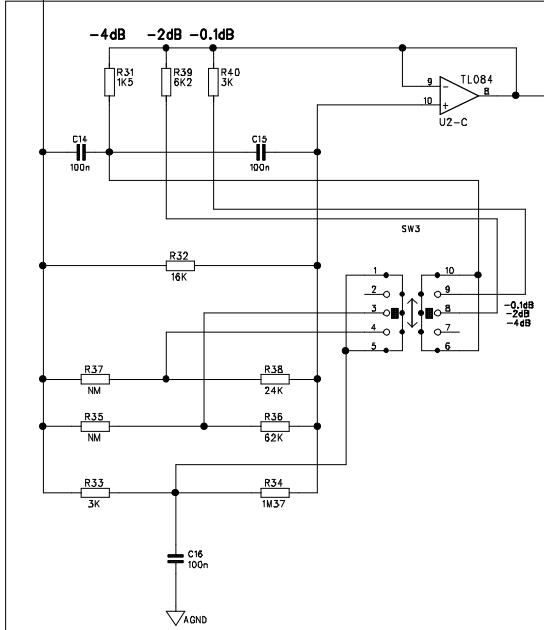 -4dB -2dB -0.1dB
R31
1K5
R39
6K2
R40
3K
TL084
9
8
10
U2-C
C14
100n
C15
100n
SW3
R32
16K
1
10
2
9
3
8
4
7
5
6
-0.1dB
-2dB
-4dB
R37
NM
R38
24K
R35
NM
R36
62K
R33
3K
R34
1M37
C16
100n
AGND